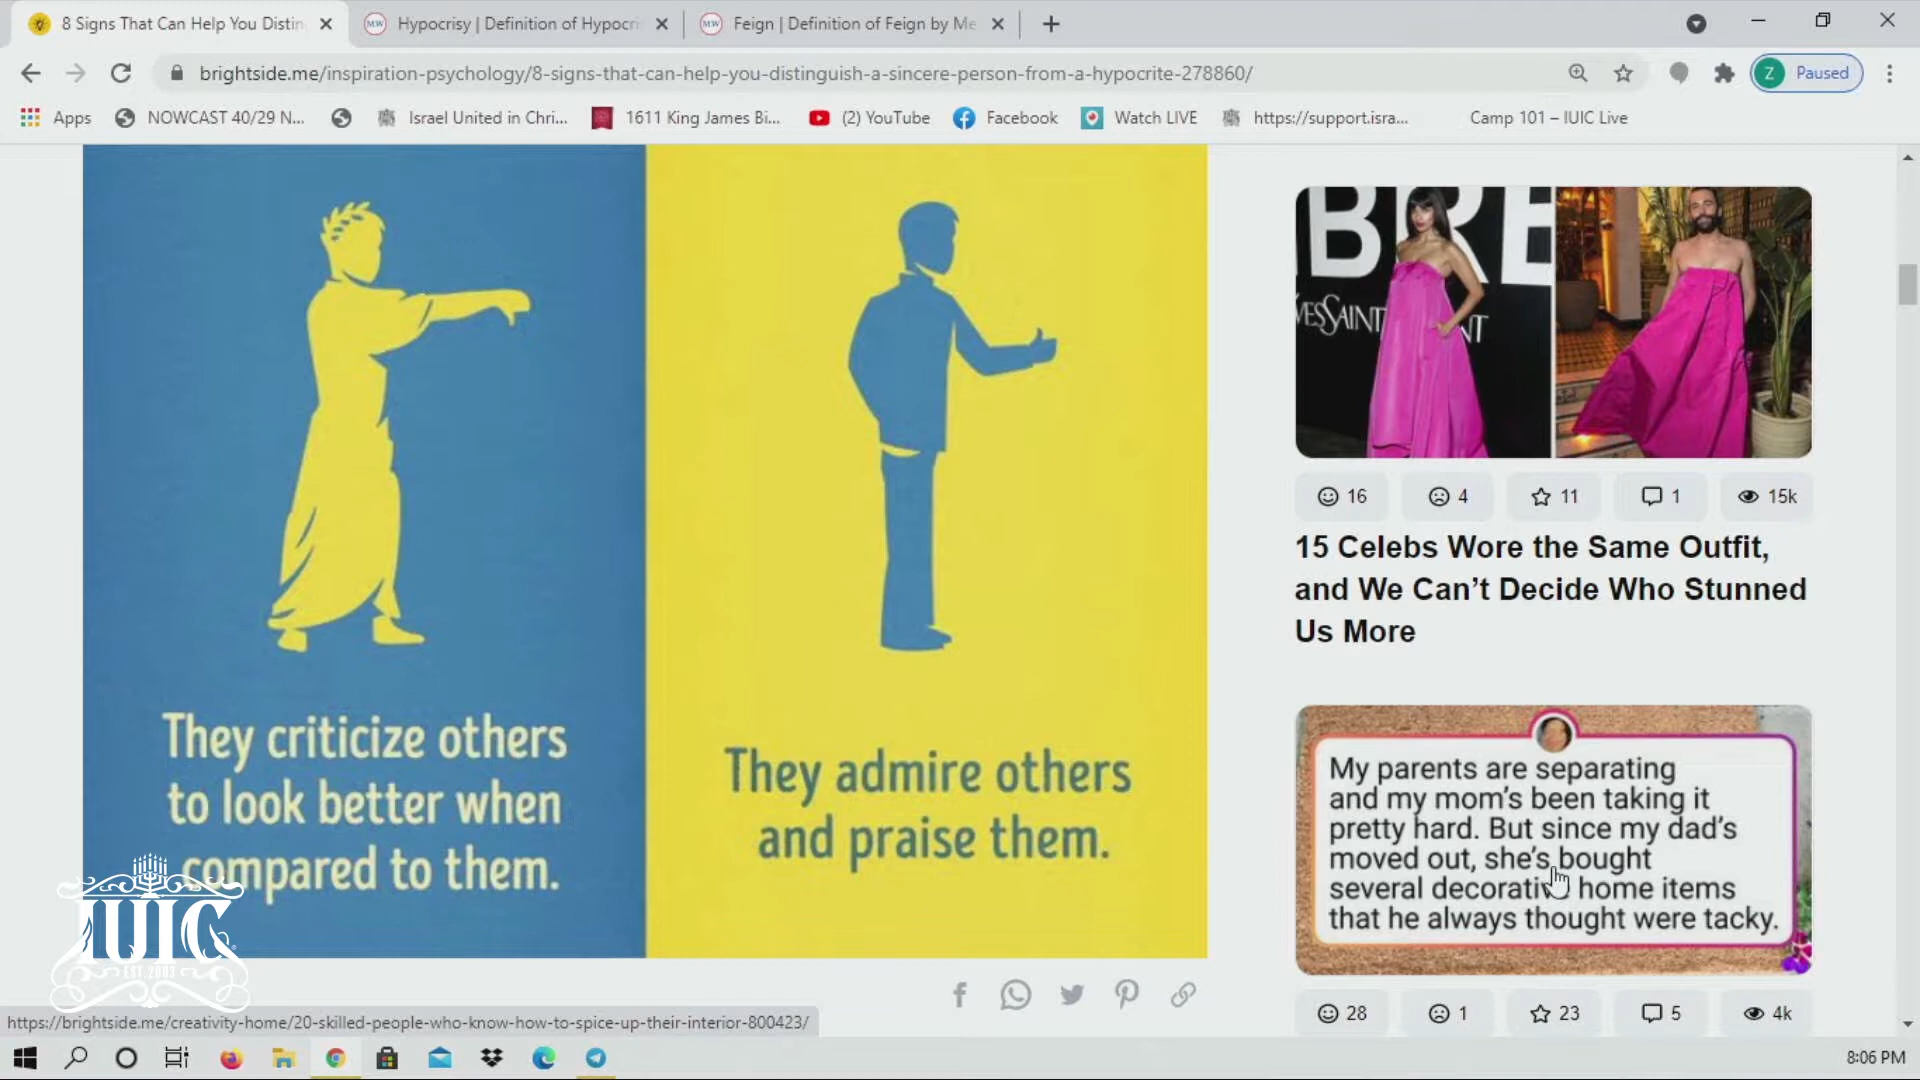 8 Signs That Can Help You Distin
Hypocrisy | Definition of Hypocri
Feign | Definition of Feign by Me
brightside.me/inspiration-psychology/8-signs-that-can-help-you-distinguish-a-sincere-person-from-a-hypocrite-278860/
Z Paused
Apps
NOWCAST 40/29 N...
Israel United in Chri...
1611 King James Bi...
(2) YouTube
Facebook
Watch LIVE
https://support.isra...
Camp 101 – IUIC Live
They criticize others
to look better when
compared to them.
They admire others
and praise them.
16
4
11
1
15k
15 Celebs Wore the Same Outfit,
and We Can’t Decide Who Stunned
Us More
My parents are separating
and my mom’s been taking it
pretty hard. But since my dad’s
moved out, she’s bought
several decorative home items
that he always thought were tacky.
28
1
23
5
4k
IUIC
EST. 2003
https://brightside.me/creativity-home/20-skilled-people-who-know-how-to-spice-up-their-interior-800423/
8:06 PM